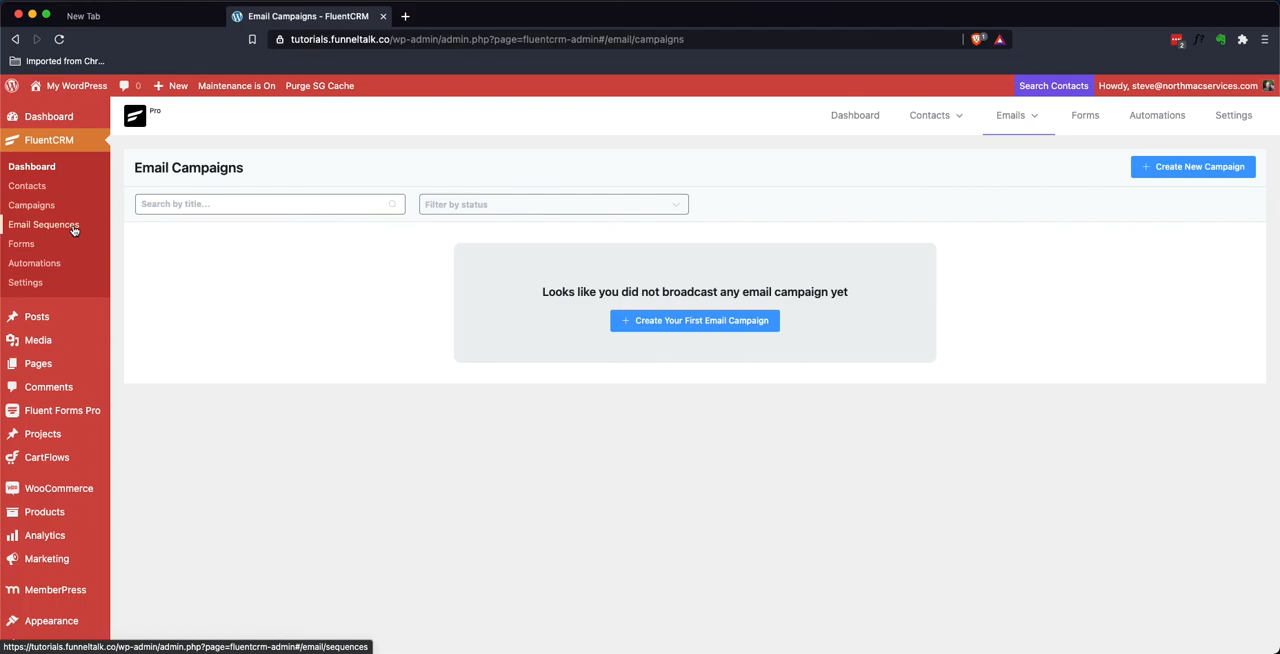 New Tab
Email Campaigns - FluentCRM
tutorials.funneltalk.co/wp-admin/admin.php?page=fluentcrm-admin#/email/campaigns
1
2
f?
Imported from Chr...
My WordPress
0
New
Maintenance is On
Purge SG Cache
Search Contacts
Howdy, steve@northmacservices.com
Dashboard
FluentCRM
Dashboard
Contacts
Campaigns
Email Sequences
Forms
Automations
Settings
Posts
Media
Pages
Comments
Fluent Forms Pro
Projects
CartFlows
WooCommerce
Products
Analytics
Marketing
MemberPress
Appearance
Pro
Dashboard
Contacts
Emails
Forms
Automations
Settings
Email Campaigns
+ Create New Campaign
Search by title...
Filter by status
Looks like you did not broadcast any email campaign yet
+ Create Your First Email Campaign
https://tutorials.funneltalk.co/wp-admin/admin.php?page=fluentcrm-admin#/email/sequences